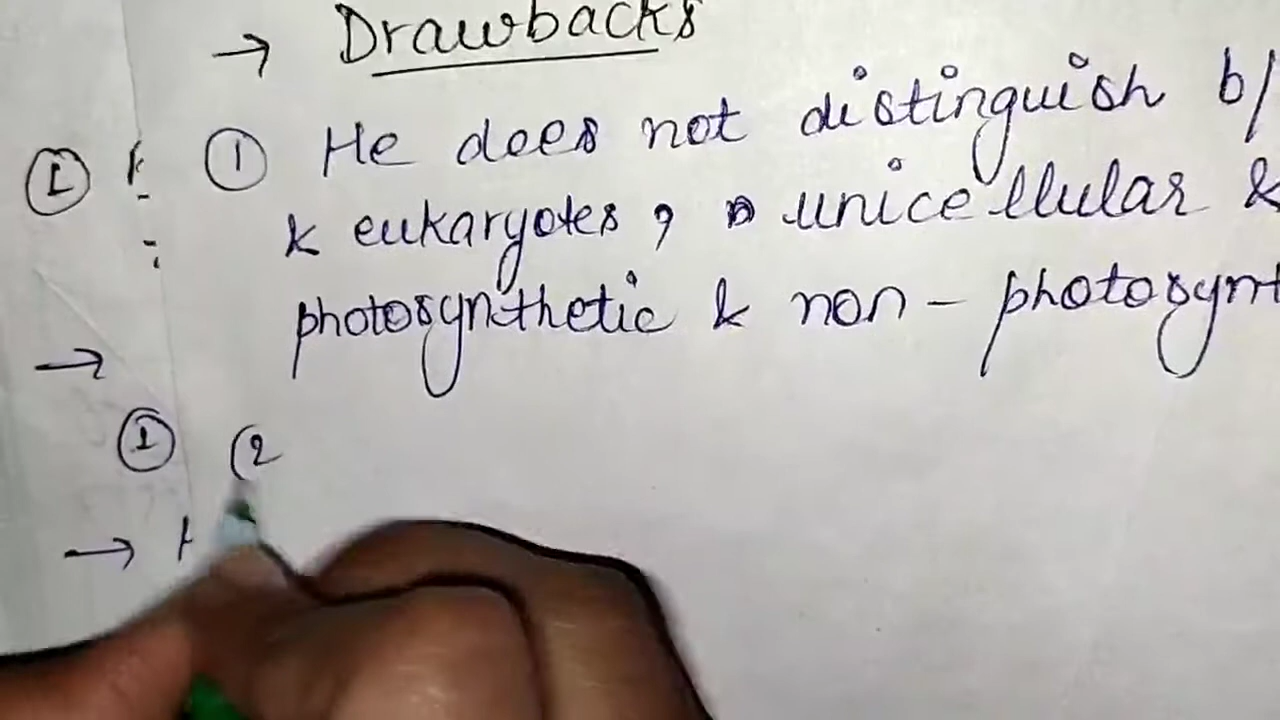 → Drawbacks
① He does not distinguish b/
& eukaryotes, unicellular &
photosynthetic & non-photosynt
→
① (2
→